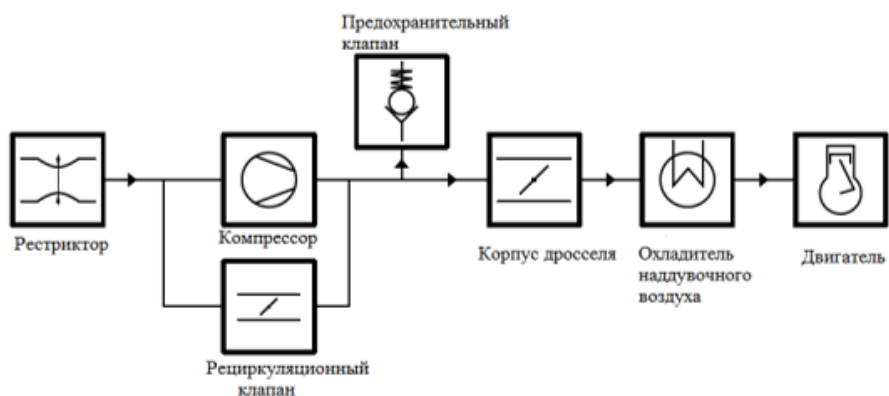 Предохранительный
клапан
Рестриктор
Компрессор
Корпус дросселя
Охладитель
наддувочного
воздуха
Двигатель
Рециркуляционный
клапан